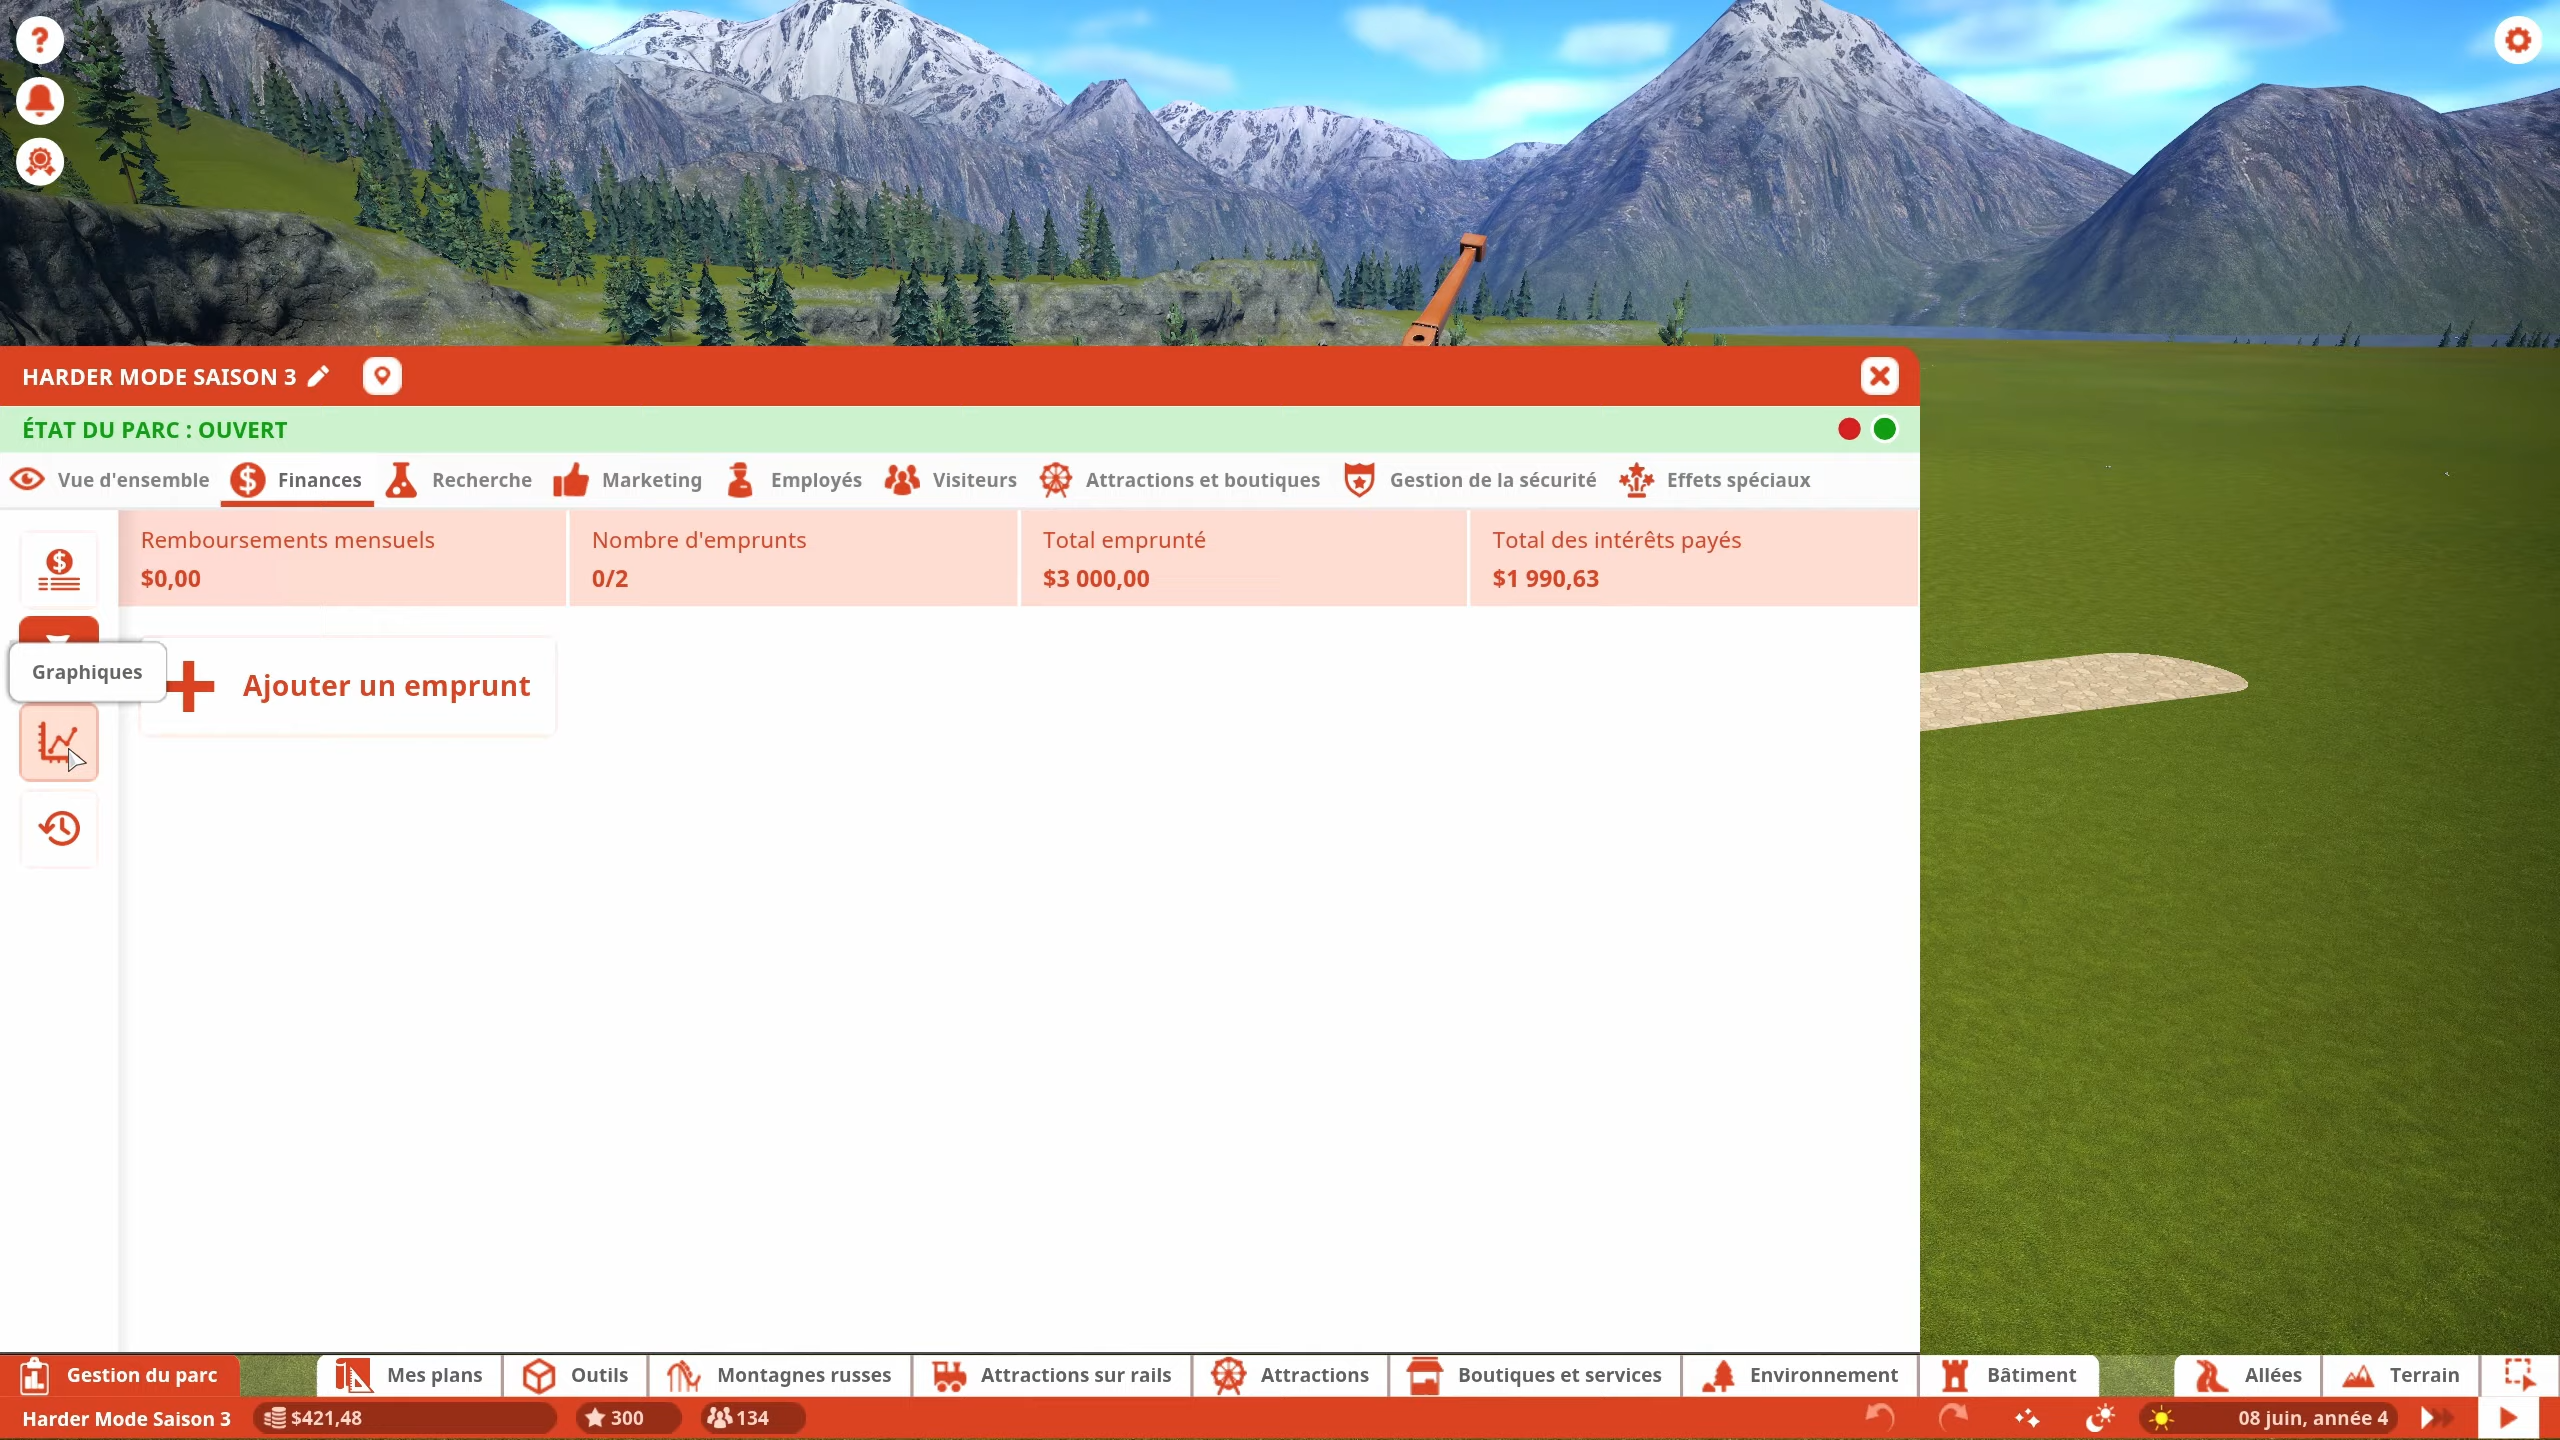 HARDER MODE SAISON 3
ÉTAT DU PARC : OUVERT
Vue d'ensemble
Finances
Recherche
Marketing
Employés
Visiteurs
Attractions et boutiques
Gestion de la sécurité
Effets spéciaux
Remboursements mensuels
$0,00
Nombre d'emprunts
0/2
Total emprunté
$3 000,00
Total des intérêts payés
$1 990,63
Graphiques
Ajouter un emprunt
Gestion du parc
Mes plans
Outils
Montagnes russes
Attractions sur rails
Attractions
Boutiques et services
Environnement
Bâtiment
Allées
Terrain
Harder Mode Saison 3
$421,48
300
134
08 juin, année 4